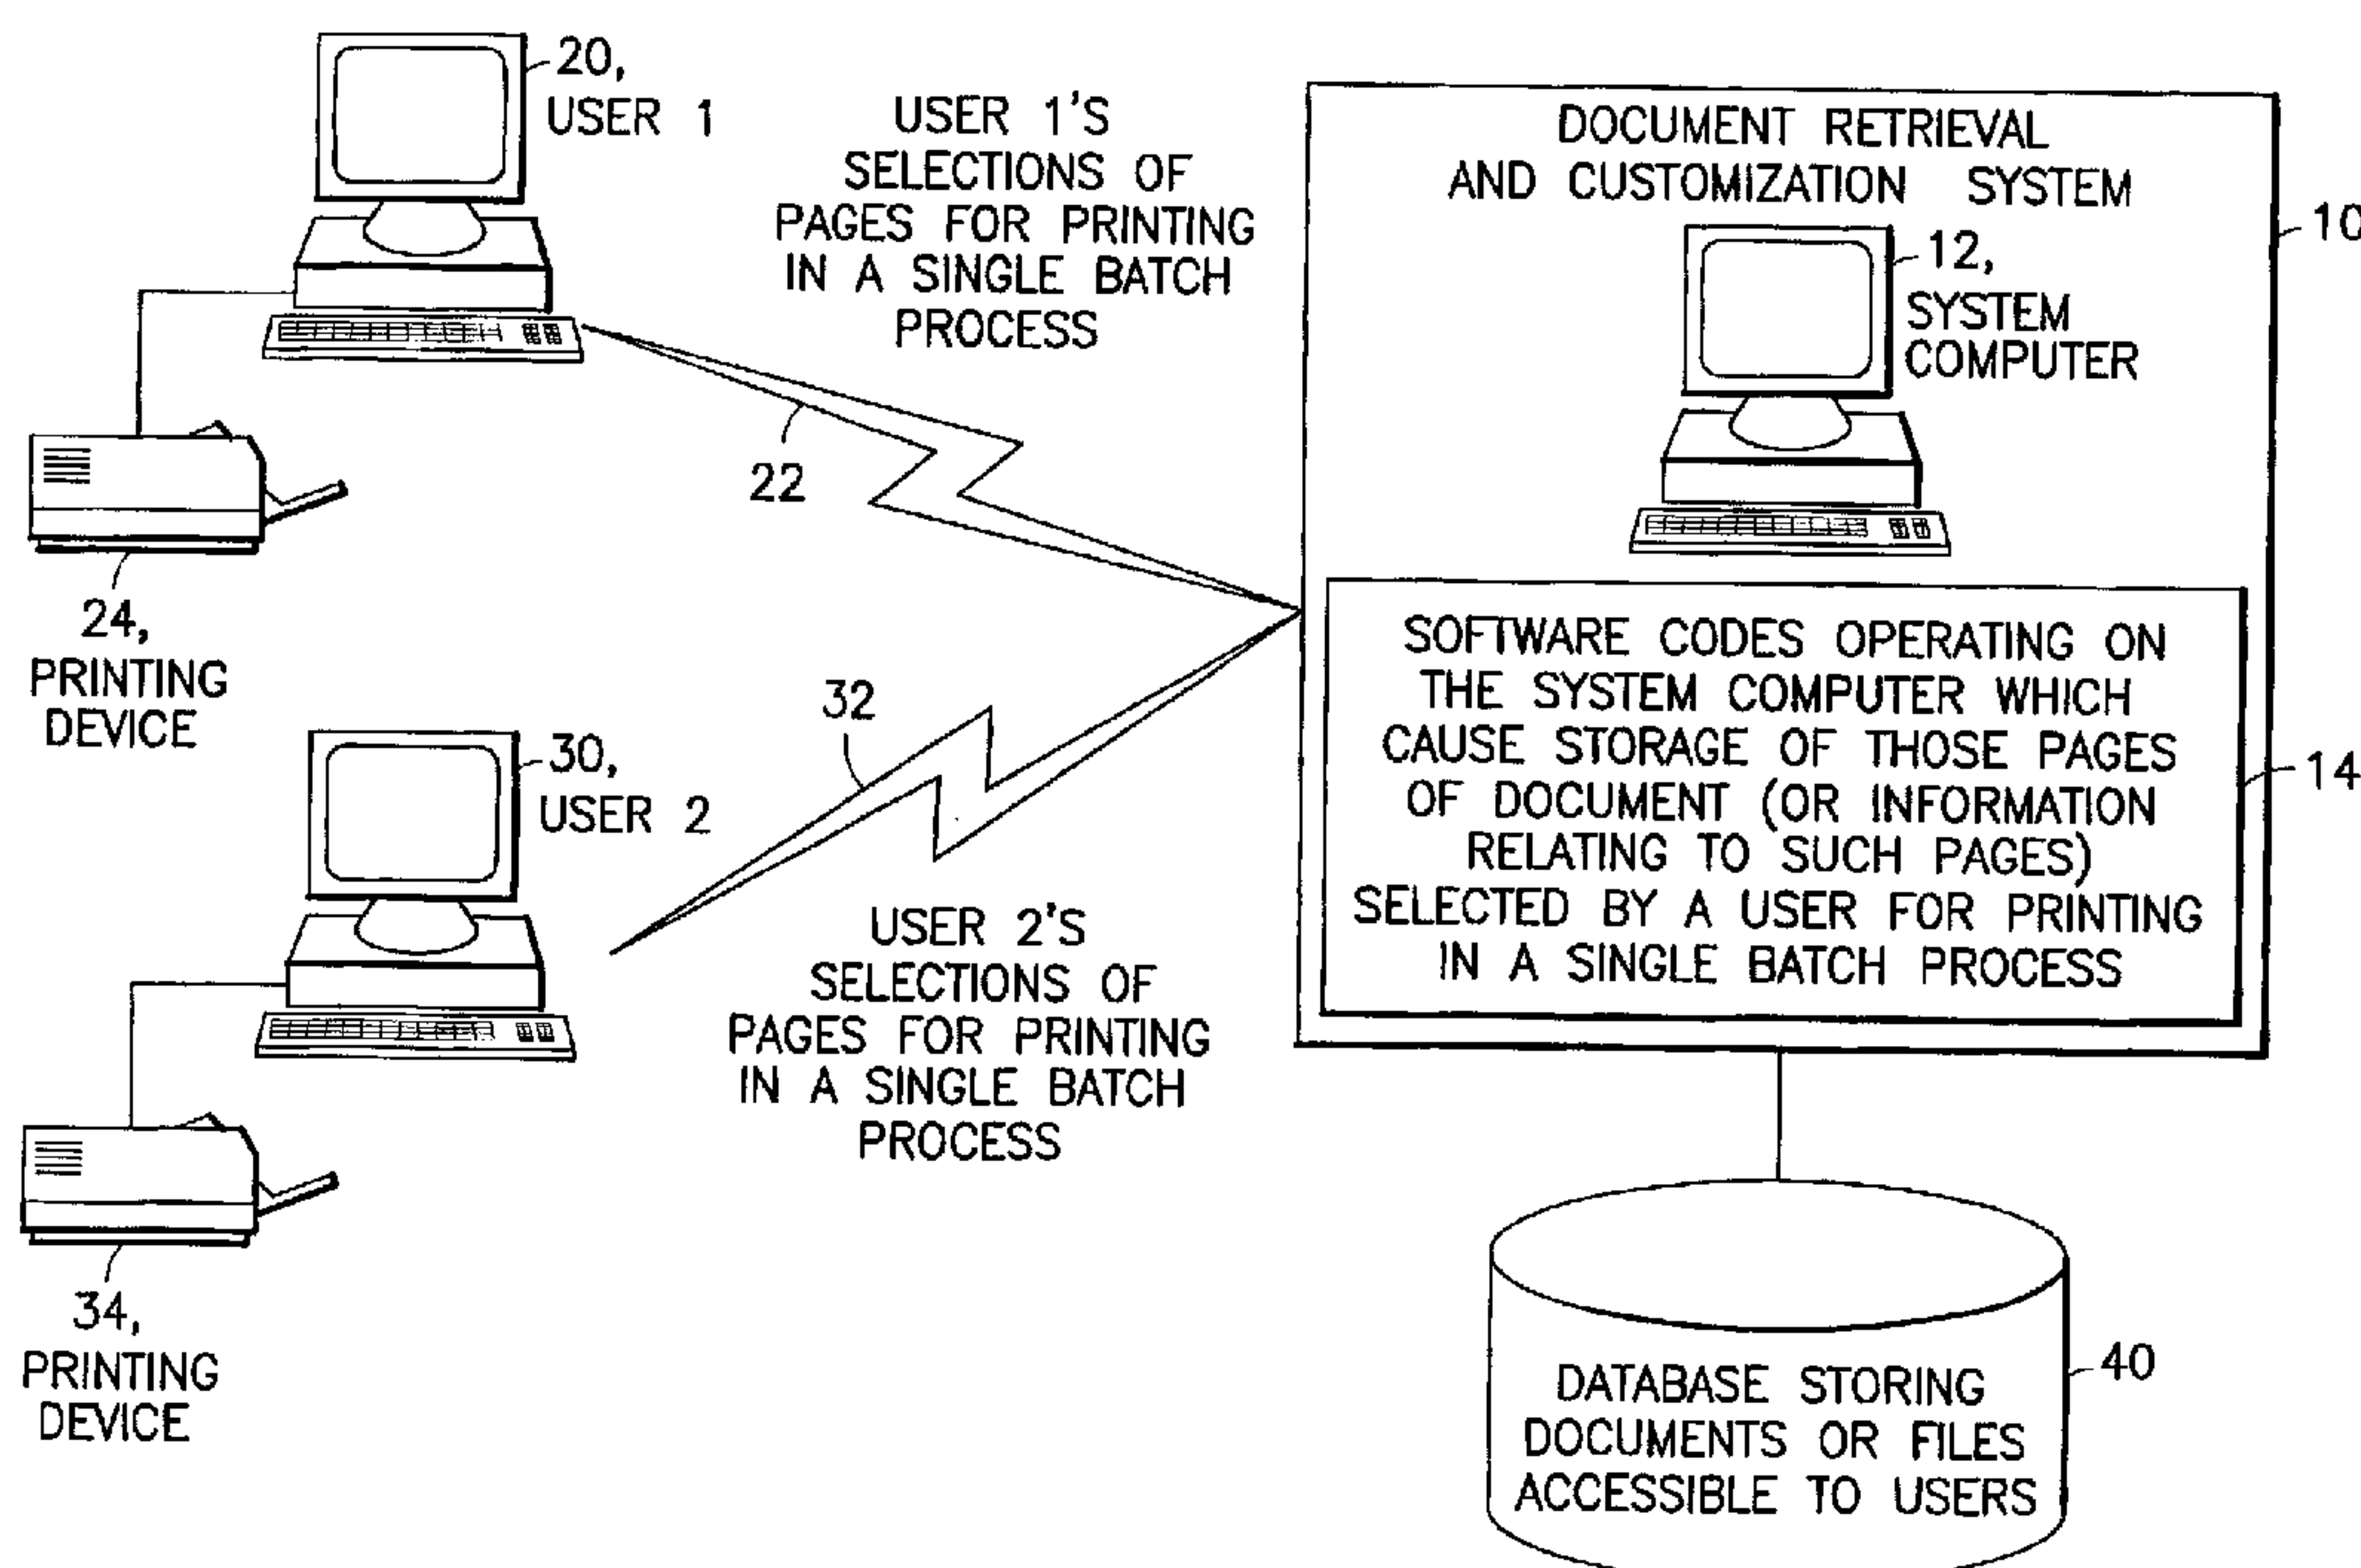 20,
USER 1
USER 1'S
SELECTIONS OF
PAGES FOR PRINTING
IN A SINGLE BATCH
PROCESS
22
24,
PRINTING
DEVICE
30,
USER 2
32
USER 2'S
SELECTIONS OF
PAGES FOR PRINTING
IN A SINGLE BATCH
PROCESS
34,
PRINTING
DEVICE
DOCUMENT RETRIEVAL
AND CUSTOMIZATION SYSTEM
10
12,
SYSTEM
COMPUTER
SOFTWARE CODES OPERATING ON
THE SYSTEM COMPUTER WHICH
CAUSE STORAGE OF THOSE PAGES
OF DOCUMENT (OR INFORMATION
RELATING TO SUCH PAGES)
SELECTED BY A USER FOR PRINTING
IN A SINGLE BATCH PROCESS
14
40
DATABASE STORING
DOCUMENTS OR FILES
ACCESSIBLE TO USERS